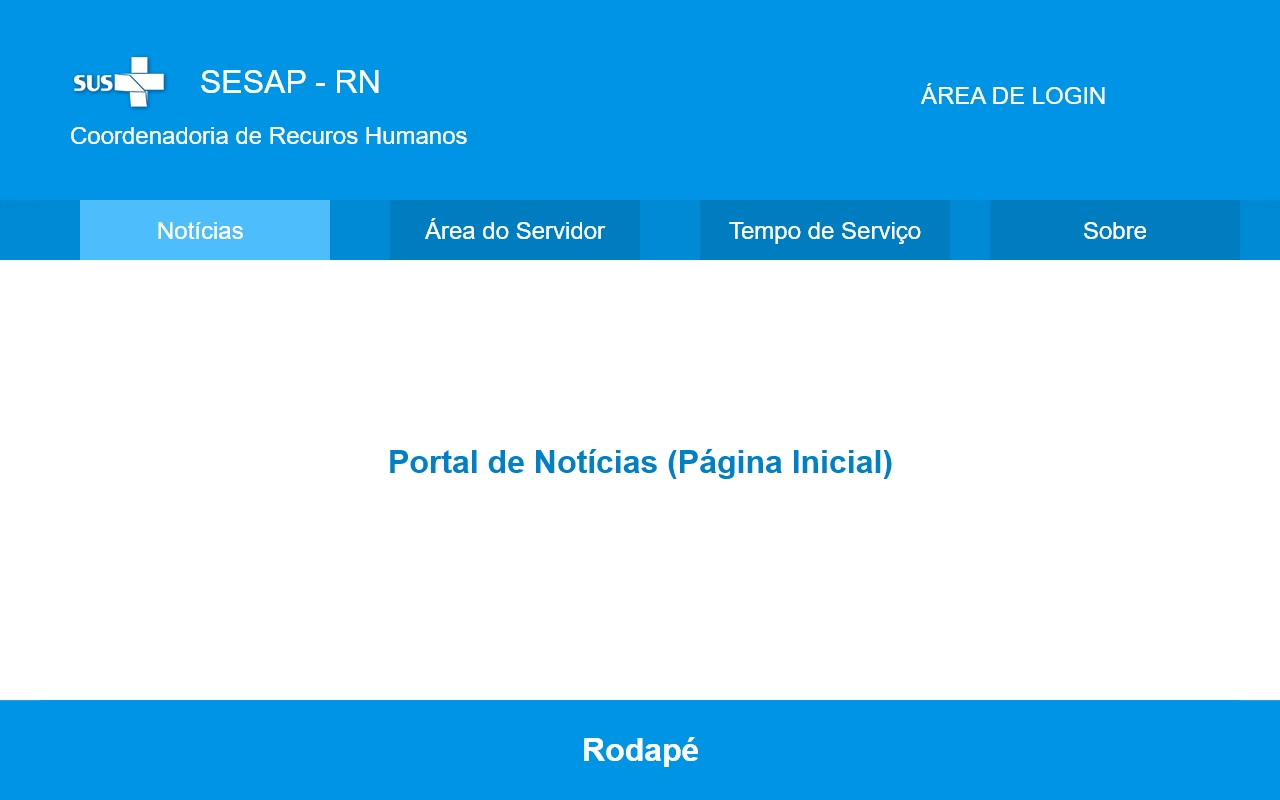 SUS
SESAP - RN
ÁREA DE LOGIN
Coordenadoria de Recuros Humanos
Notícias
Área do Servidor
Tempo de Serviço
Sobre
Portal de Notícias (Página Inicial)
Rodapé